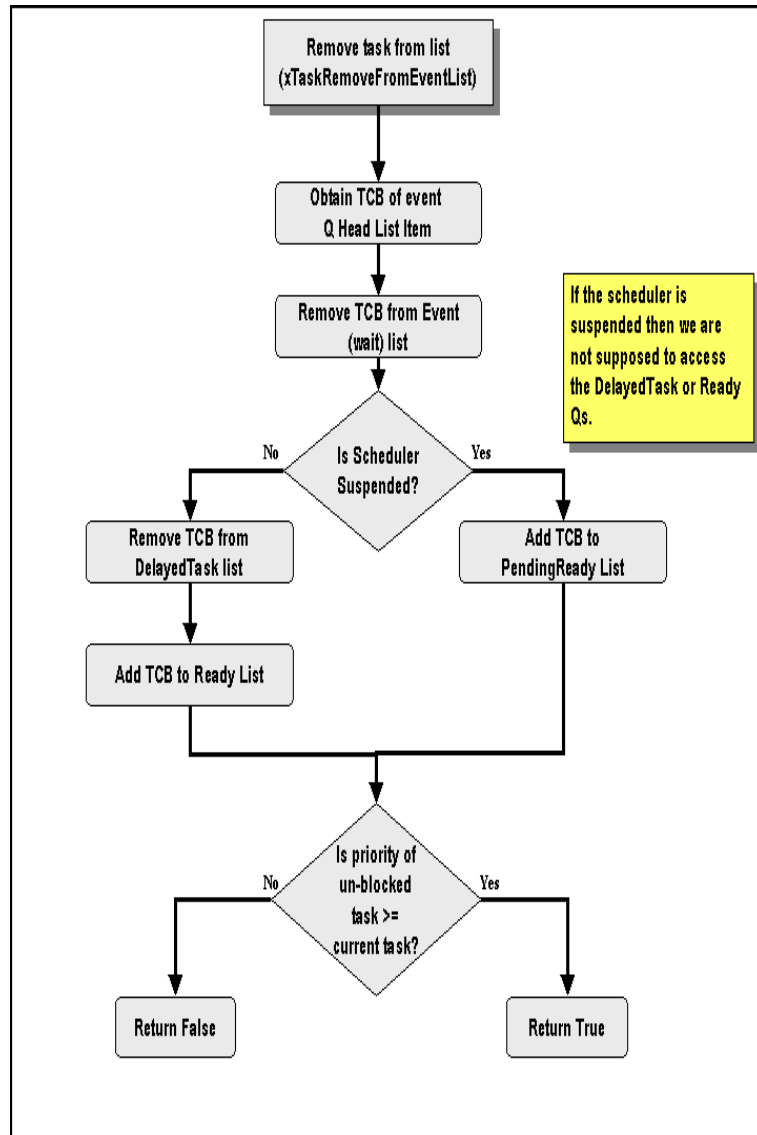 Remove task from list
(xTaskRemoveFromEventList)
Obtain TCB of event
Q Head List Item
Remove TCB from Event
(wait) list
If the scheduler is
suspended then we are
not supposed to access
the DelayedTask or Ready
Qs.
No
Is Scheduler
Suspended?
Yes
Remove TCB from
DelayedTask list
Add TCB to
PendingReady List
Add TCB to Ready List
No
Is priority of
un-blocked
task >=
current task?
Yes
Return False
Return True